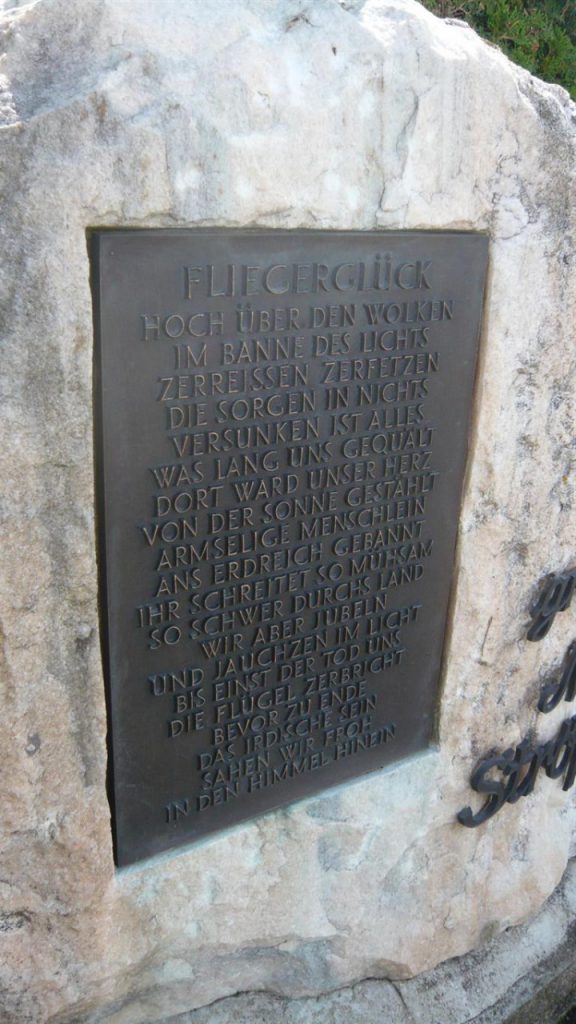 FLIEGERGLÜCK
HOCH ÜBER DEN WOLKEN
IM BANNE DES LICHTS
ZERREISSEN ZERFETZEN
DIE SORGEN IN NICHTS
VERSUNKEN IST ALLES
WAS LANG UNS GEQUÄLT
DORT WARD UNSER HERZ
VON DER SONNE GESTÄHLT
ARMSELIGE MENSCHLEIN
ANS ERDREICH GEBANNT
IHR SCHREITET SO MÜHSAM
SO SCHWER DURCHS LAND
WIR ABER JUBELN
UND JAUCHZEN IM LICHT
BIS EINST DER TOD UNS
DIE FLÜGEL ZERBRICHT
BEVOR ZU ENDE
DAS IRDISCHE SEIN
SAHEN WIR FROH
IN DEN HIMMEL HINEIN